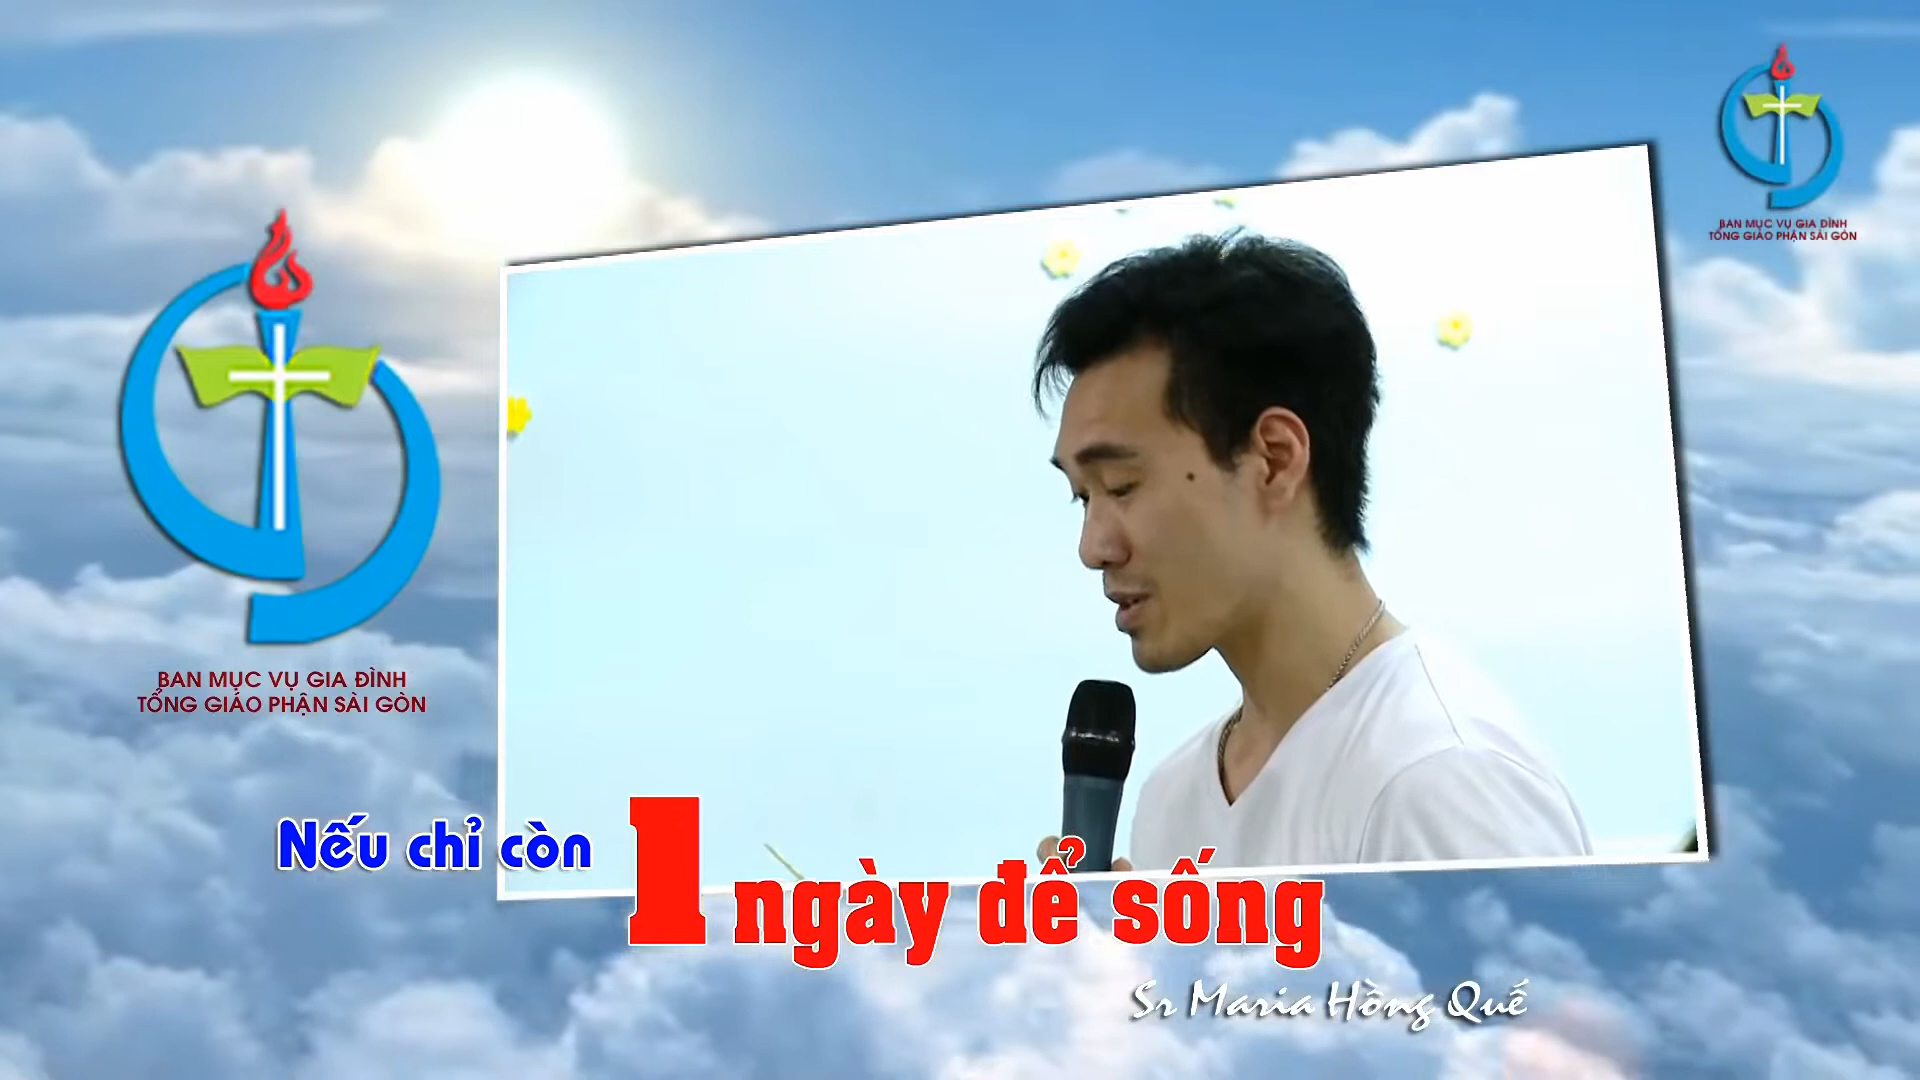 BAN MỤC VỤ GIA ĐÌNH
TỔNG GIÁO PHẬN SÀI GÒN
BAN MỤC VỤ GIA ĐÌNH
TỔNG GIÁO PHẬN SÀI GÒN
Nếu chỉ còn
1 ngày để sống
Sr Maria Hồng Quế